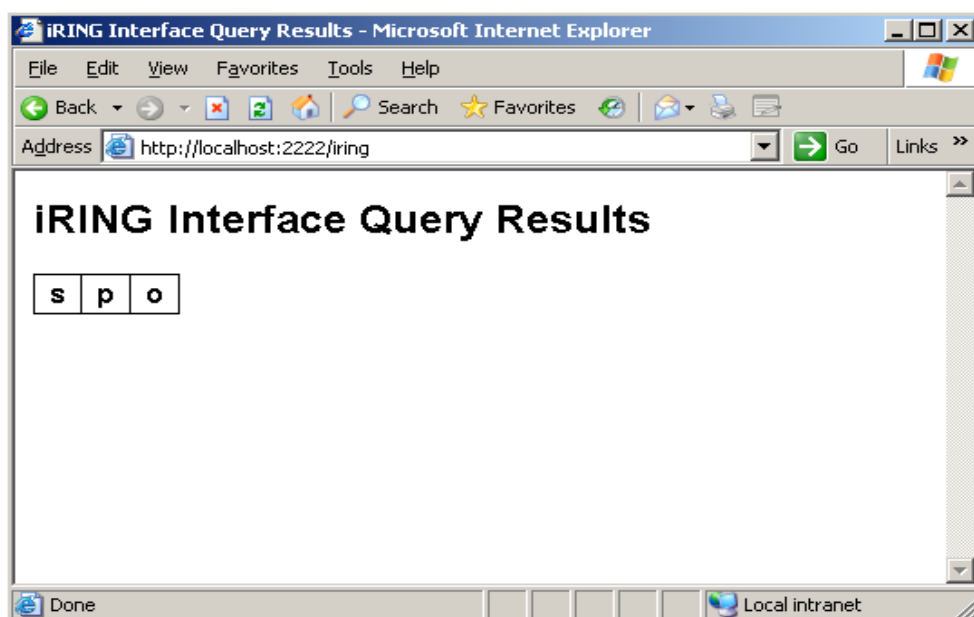 iRING Interface Query Results - Microsoft Internet Explorer
File Edit View Favorites Tools Help
Back Search Favorites
Address http://localhost:2222/iring Go Links »
iRING Interface Query Results
s p o
Done Local intranet